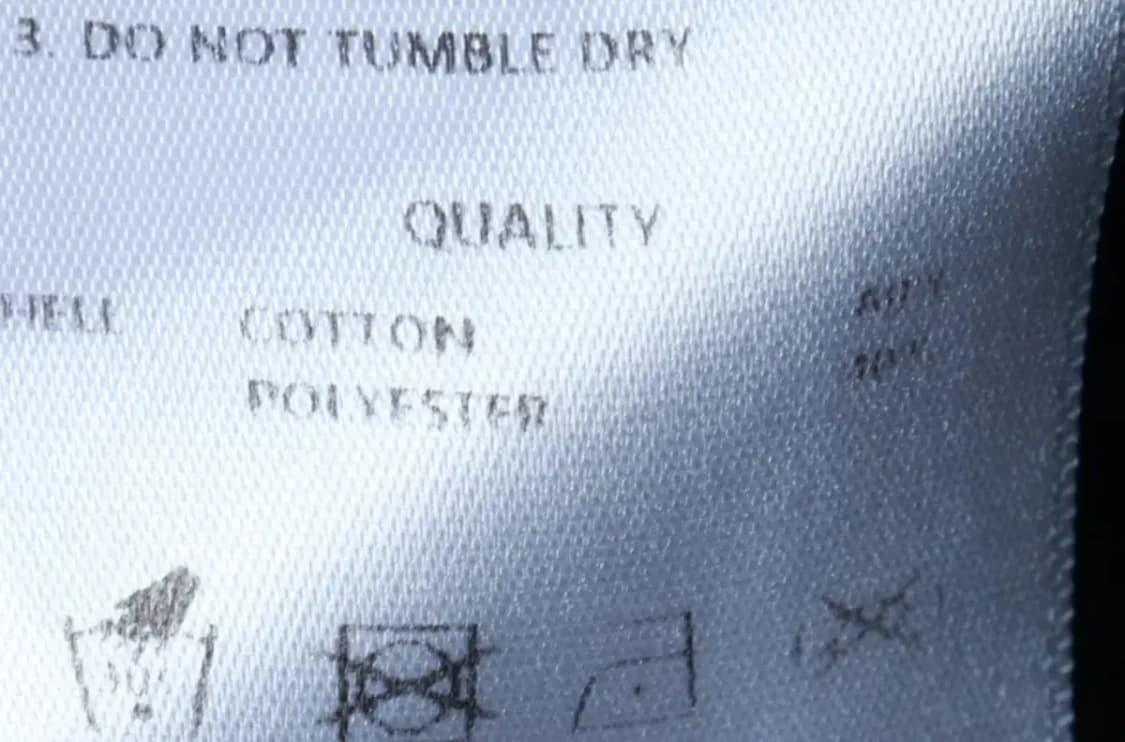 3. DO NOT TUMBLE DRY
QUALITY
COTTON
POLYESTER